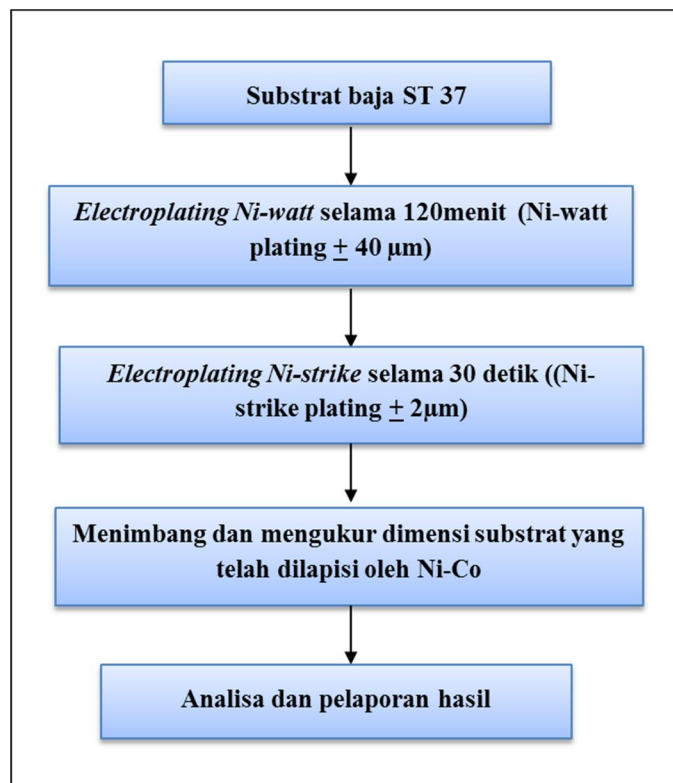 Substrat baja ST 37
Electroplating Ni-watt selama 120menit (Ni-watt
plating ± 40 µm)
Electroplating Ni-strike selama 30 detik ((Ni-
strike plating ± 2µm)
Menimbang dan mengukur dimensi substrat yang
telah dilapisi oleh Ni-Co
Analisa dan pelaporan hasil